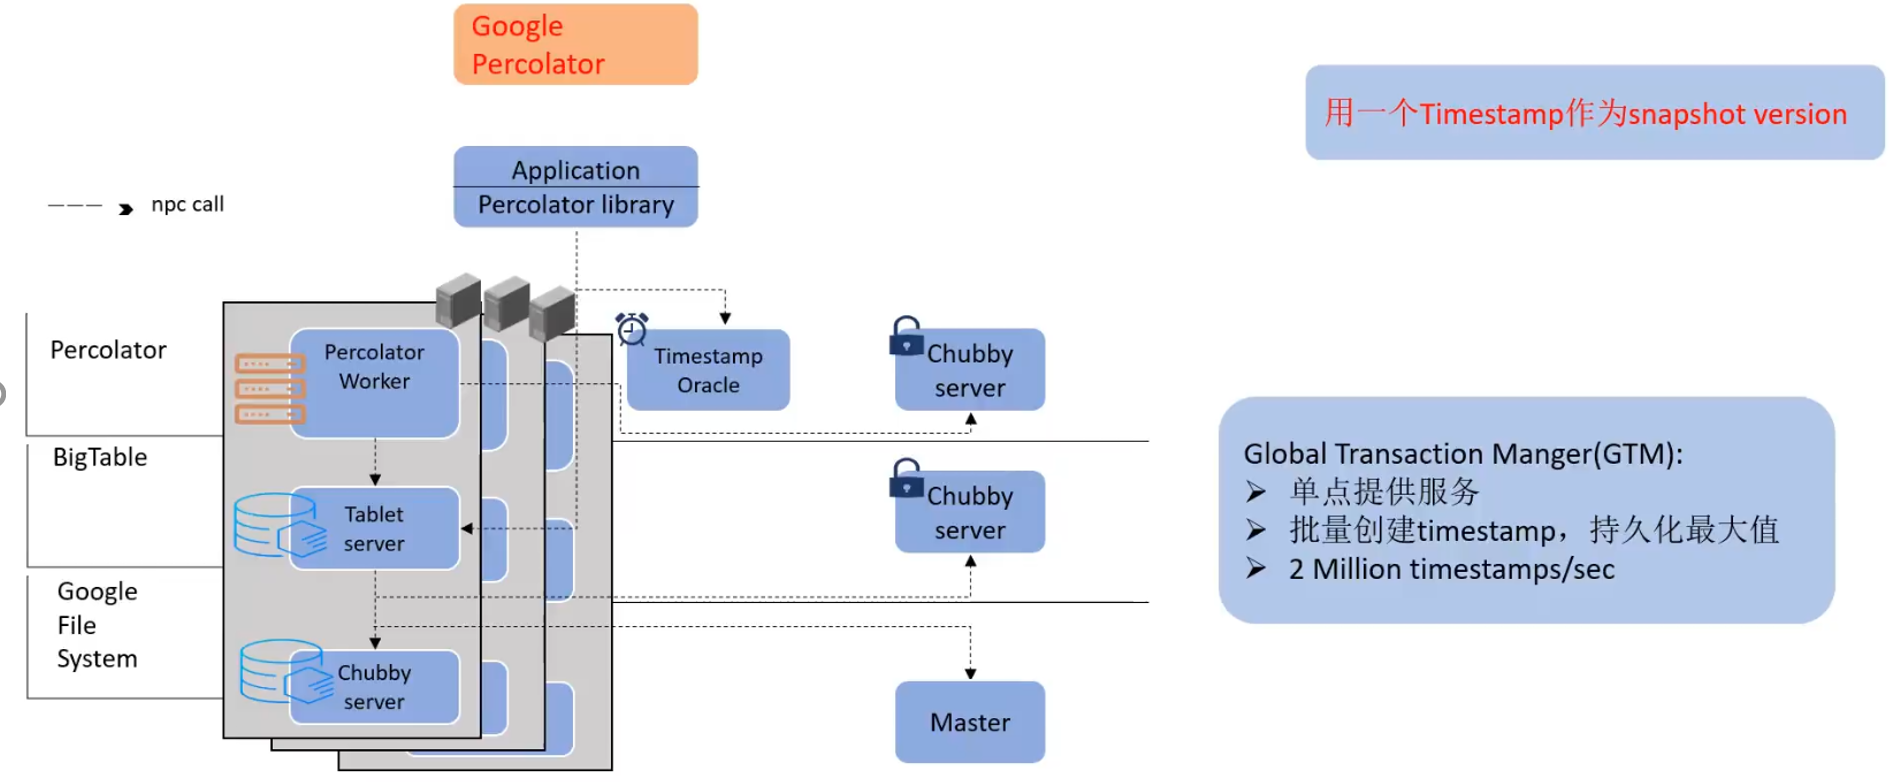 Google
Percolator
用一个Timestamp作为snapshot version
Application
Percolator library
npc call
Percolator
Percolator
Worker
Timestamp
Oracle
Chubby
server
BigTable
Tablet
server
Chubby
server
Global Transaction Manger(GTM):
单点提供服务
批量创建timestamp，持久化最大值
2 Million timestamps/sec
Google
File
System
Chubby
server
Master